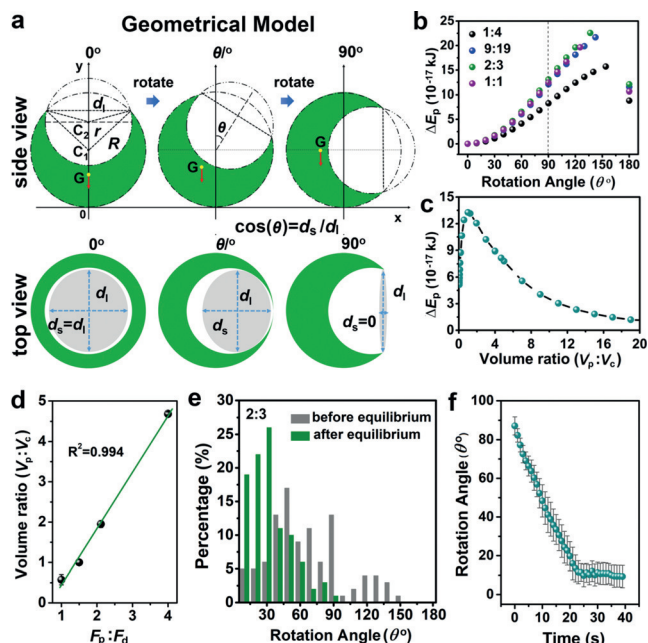 a
Geometrical Model
0°
θ/°
90°
side view
y
rotate
rotate
d_l
C_2
r
R
C_1
G
θ
G
G
0
x
cos(θ)=d_s/d_l
top view
0°
θ/°
90°
d_l
d_s=d_l
d_l
d_s
d_l
d_s=0
b
ΔE_p (10^-17 kJ)
20
15
10
5
0
1:4
9:19
2:3
1:1
0 30 60 90 120 150 180
Rotation Angle (θ°)
c
ΔE_p (10^-17 kJ)
15
12
9
6
3
0
0 4 8 12 16 20
Volume ratio (V_p:V_c)
d
Volume ratio (V_p:V_c)
5
4
3
2
1
0
R²=0.994
1 2 3 4
F_p:F_d
e
Percentage (%)
30
25
20
15
10
5
0
2:3
before equilibrium
after equilibrium
30 60 90 120 150 180
Rotation Angle (θ°)
f
Rotation Angle (θ°)
100
80
60
40
20
0
0 10 20 30 40
Time (s)